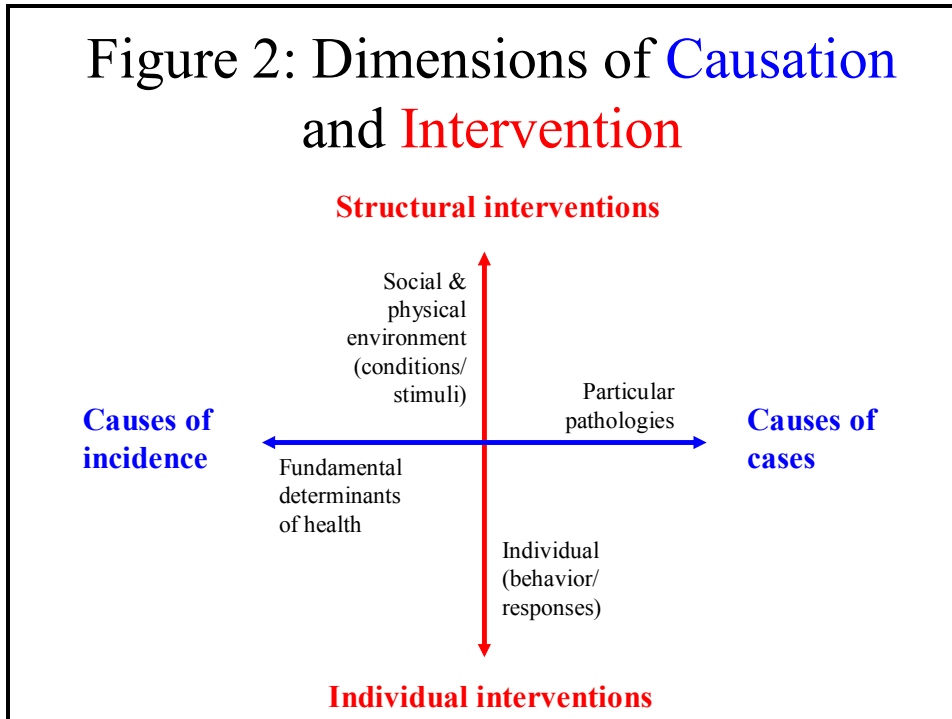 Figure 2: Dimensions of Causation
and Intervention
Structural interventions
Social &
physical
environment
(conditions/
stimuli)
Particular
pathologies
Causes of
incidence
Causes of
cases
Fundamental
determinants
of health
Individual
(behavior/
responses)
Individual interventions